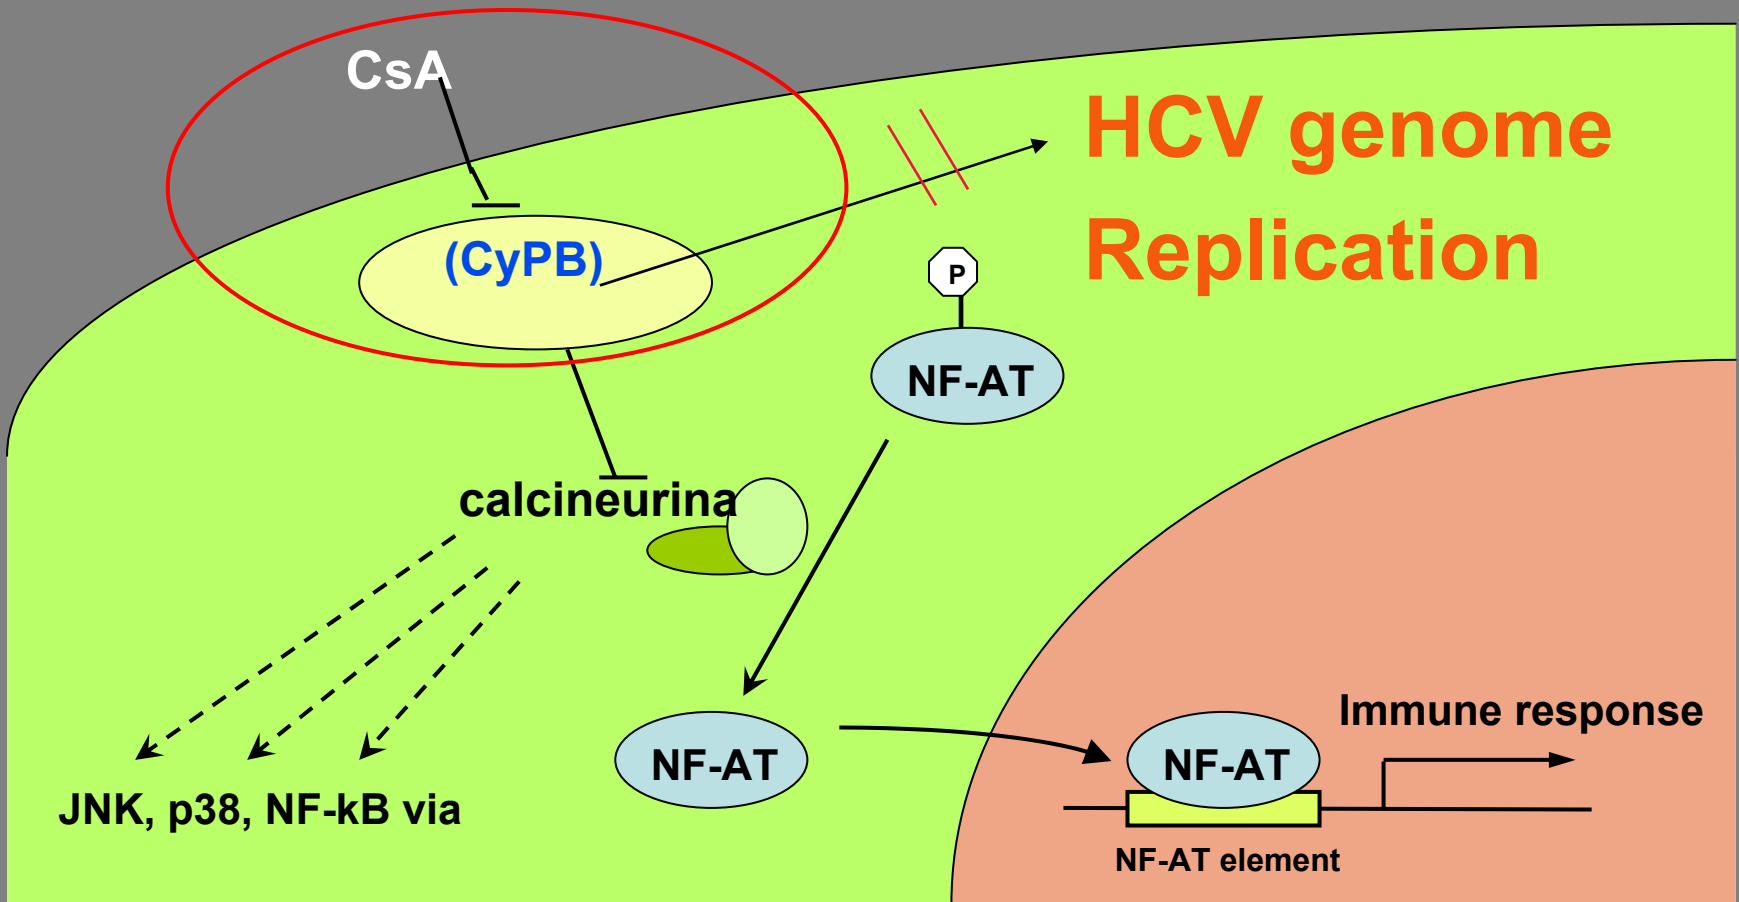 CsA
HCV genome
Replication
(CyPB)
P
NF-AT
calcineurina
NF-AT
NF-AT
Immune response
JNK, p38, NF-kB via
NF-AT element